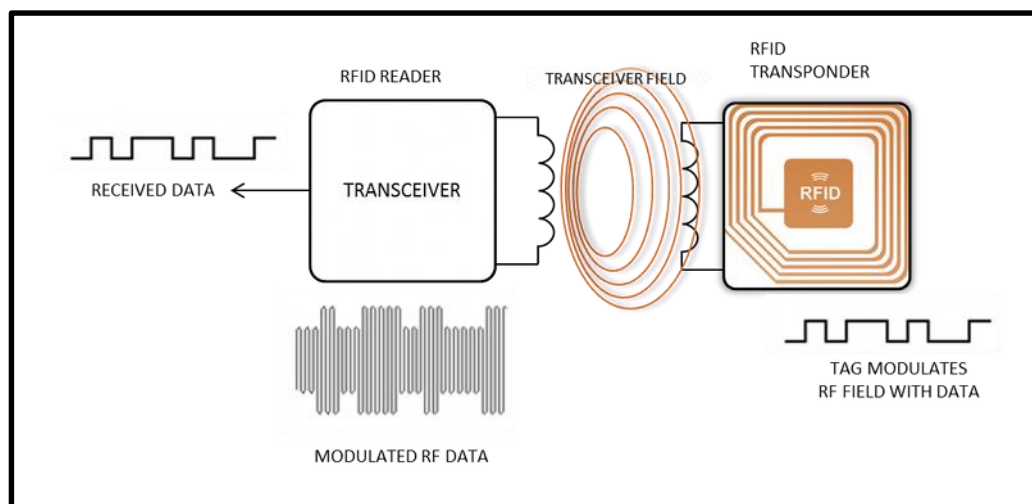 RFID READER
TRANSCEIVER FIELD
RFID
TRANSPONDER
RECEIVED DATA
TRANSCEIVER
RFID
MODULATED RF DATA
TAG MODULATES
RF FIELD WITH DATA